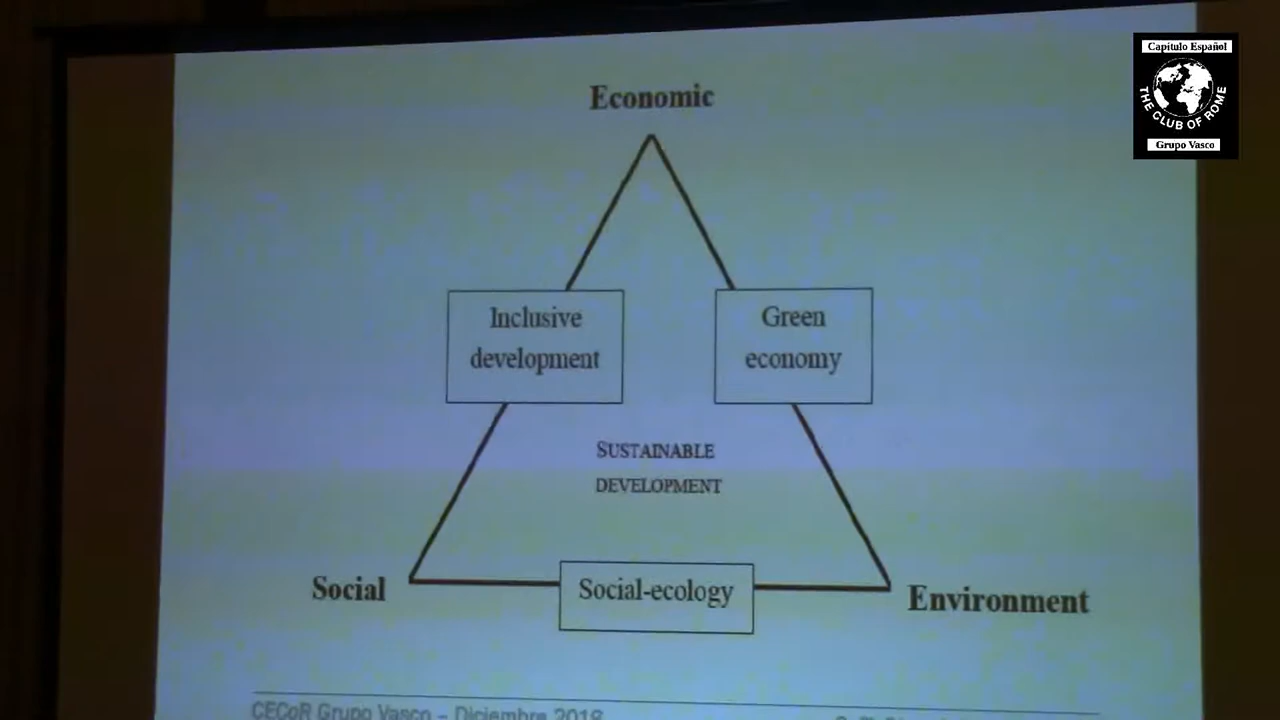 Capítulo Español
THE CLUB OF ROME
Grupo Vasco
Economic
Inclusive
development
Green
economy
SUSTAINABLE
DEVELOPMENT
Social
Social-ecology
Environment
CECoR Grupo Vasco – Diciembre 2018